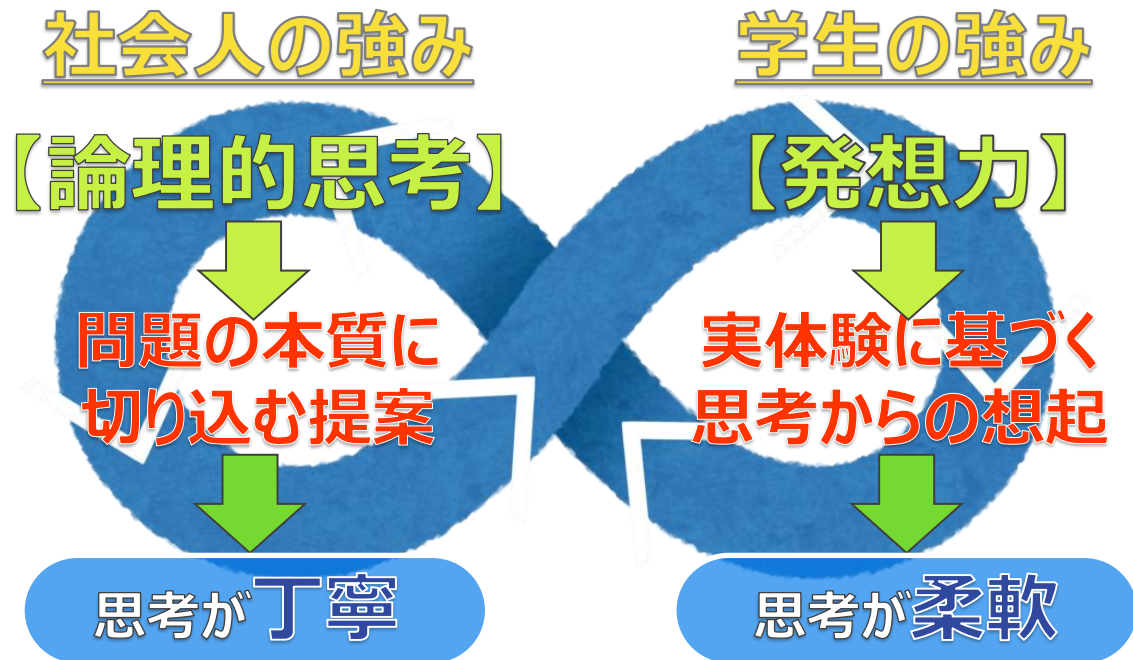 社会人の強み
【論理的思考】
問題の本質に
切り込む提案
思考が丁寧
学生の強み
【発想力】
実体験に基づく
思考からの想起
思考が柔軟